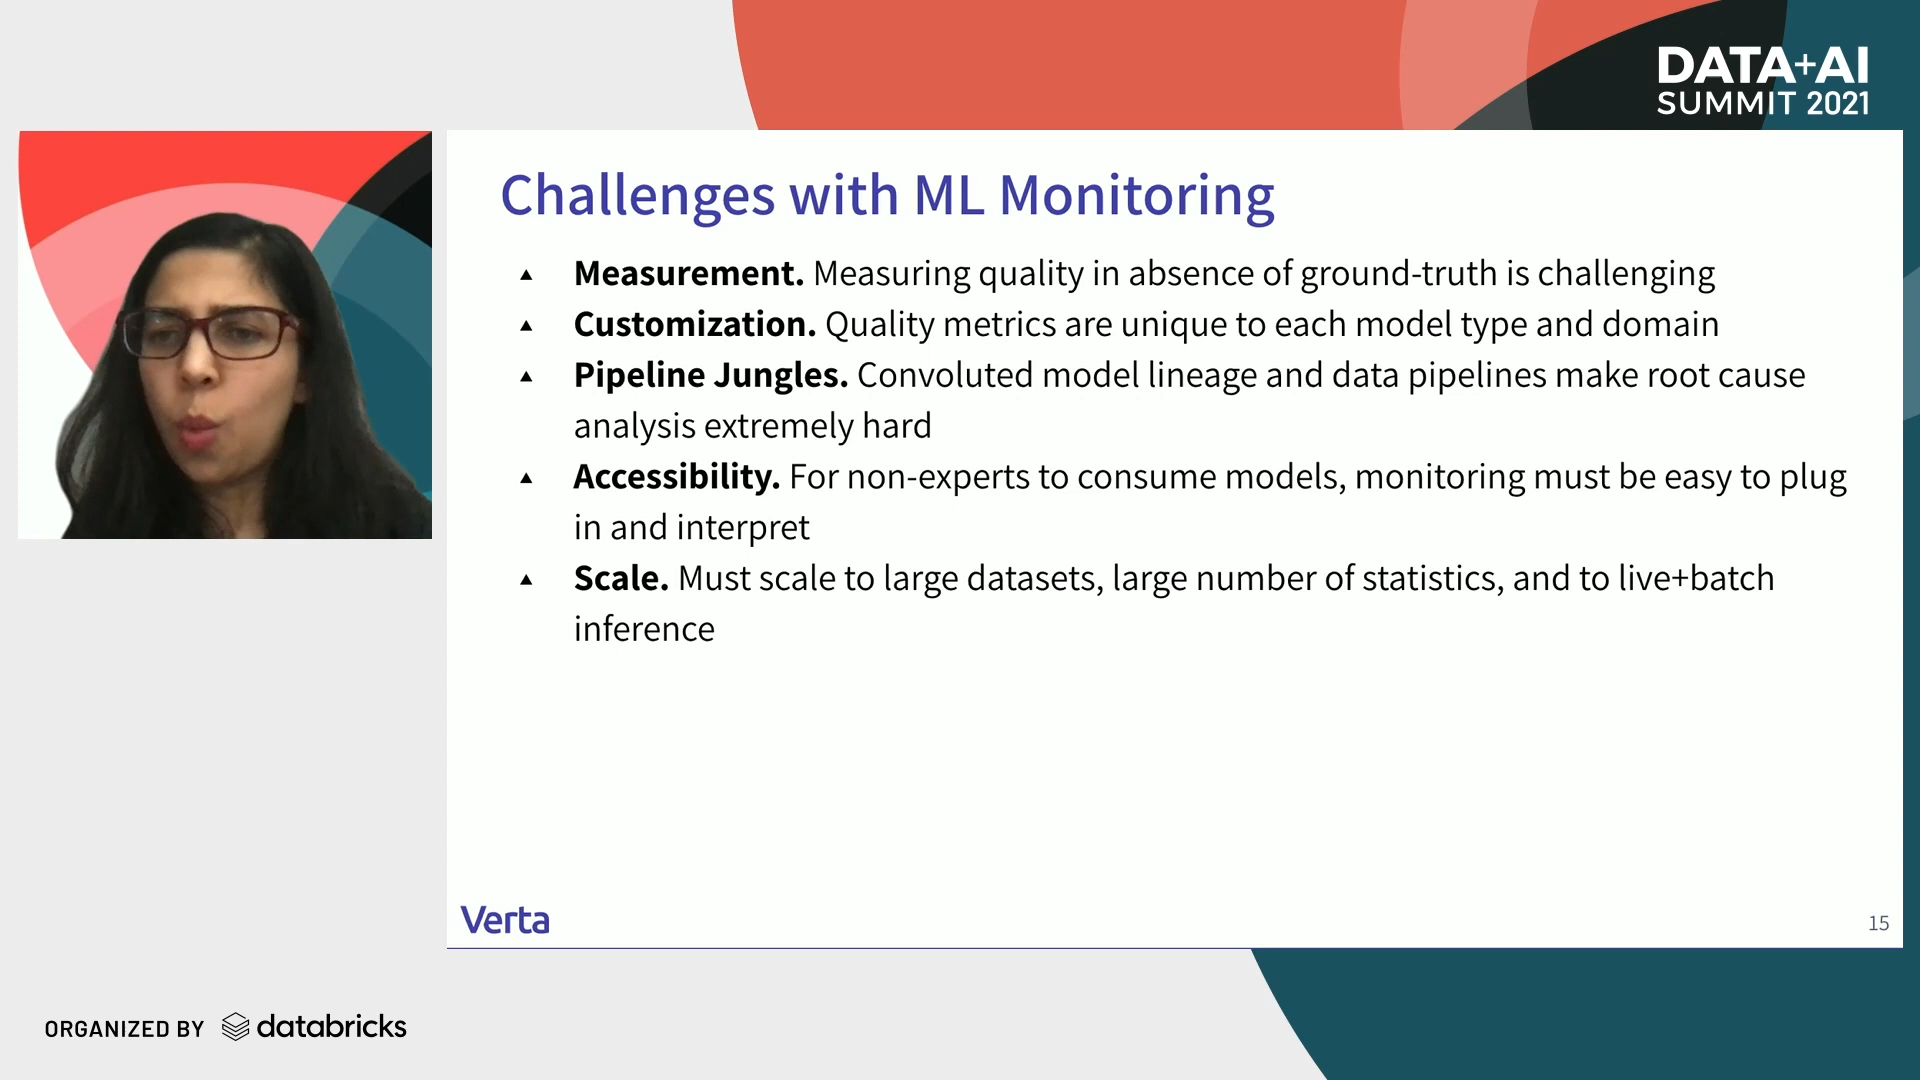 DATA+AI
SUMMIT 2021
Challenges with ML Monitoring
Measurement. Measuring quality in absence of ground-truth is challenging
Customization. Quality metrics are unique to each model type and domain
Pipeline Jungles. Convoluted model lineage and data pipelines make root cause
analysis extremely hard
Accessibility. For non-experts to consume models, monitoring must be easy to plug
in and interpret
Scale. Must scale to large datasets, large number of statistics, and to live+batch
inference
Verta
15
ORGANIZED BY databricks